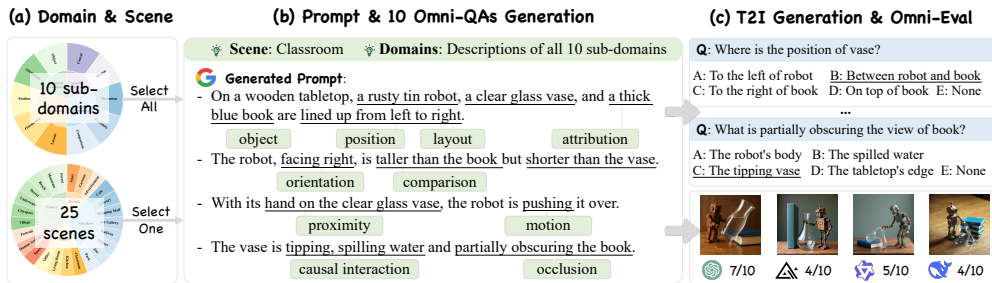 (a) Domain & Scene
(b) Prompt & 10 Omni-QAs Generation
(c) T2I Generation & Omni-Eval
10 sub-
domains
Select
All
25
scenes
Select
One
Scene: Classroom Domains: Descriptions of all 10 sub-domains
Generated Prompt:
- On a wooden tabletop, a rusty tin robot, a clear glass vase, and a thick
blue book are lined up from left to right.
object position layout attribution
- The robot, facing right, is taller than the book but shorter than the vase.
orientation comparison
- With its hand on the clear glass vase, the robot is pushing it over.
proximity motion
- The vase is tipping, spilling water and partially obscuring the book.
causal interaction occlusion
Q: Where is the position of vase?
A: To the left of robot B: Between robot and book
C: To the right of book D: On top of book E: None
...
Q: What is partially obscuring the view of book?
A: The robot's body B: The spilled water
C: The tipping vase D: The tabletop's edge E: None
7/10 4/10 5/10 4/10